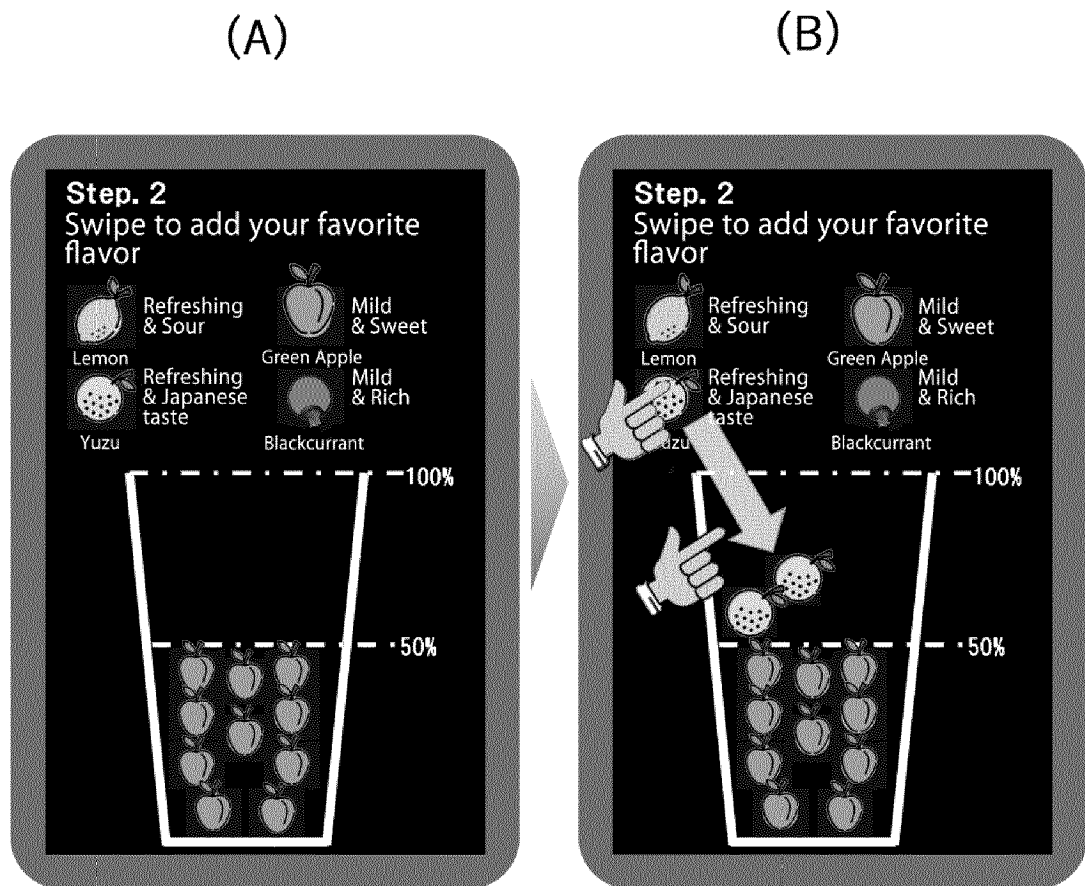 (A)
Step. 2
Swipe to add your favorite
flavor
Refreshing
& Sour
Lemon
Mild
& Sweet
Green Apple
Refreshing
& Japanese
taste
Yuzu
Mild
& Rich
Blackcurrant
100%
50%
(B)
Step. 2
Swipe to add your favorite
flavor
Refreshing
& Sour
Lemon
Mild
& Sweet
Green Apple
Refreshing
& Japanese
taste
Yuzu
Mild
& Rich
Blackcurrant
100%
50%